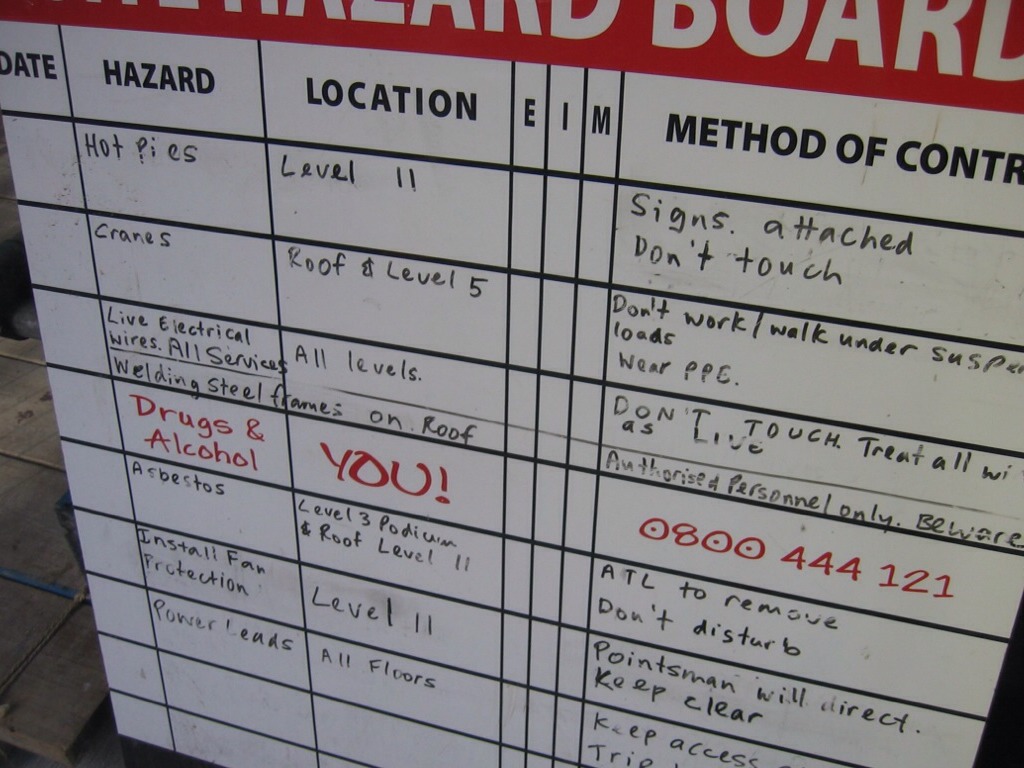 HAZARD BOARD
DATE HAZARD LOCATION E I M METHOD OF CONTR
Hot Pies Level 11 Signs. attached
Don't touch
Cranes Roof & Level 5 Don't work/walk under suspe
loads
Wear PPE.
Live Electrical
wires. All Services All levels. DON'T TOUCH. Treat all wi
as Live
Welding Steel frames on Roof Authorised Personnel only. Beware
Drugs &
Alcohol YOU! 0800 444 121
Asbestos Level 3 Podium
& Roof Level 11 ATL to remove
Don't disturb
Install Fan
Protection Level 11 Pointsman will direct.
Keep clear
Power Leads All Floors Keep access
Trip